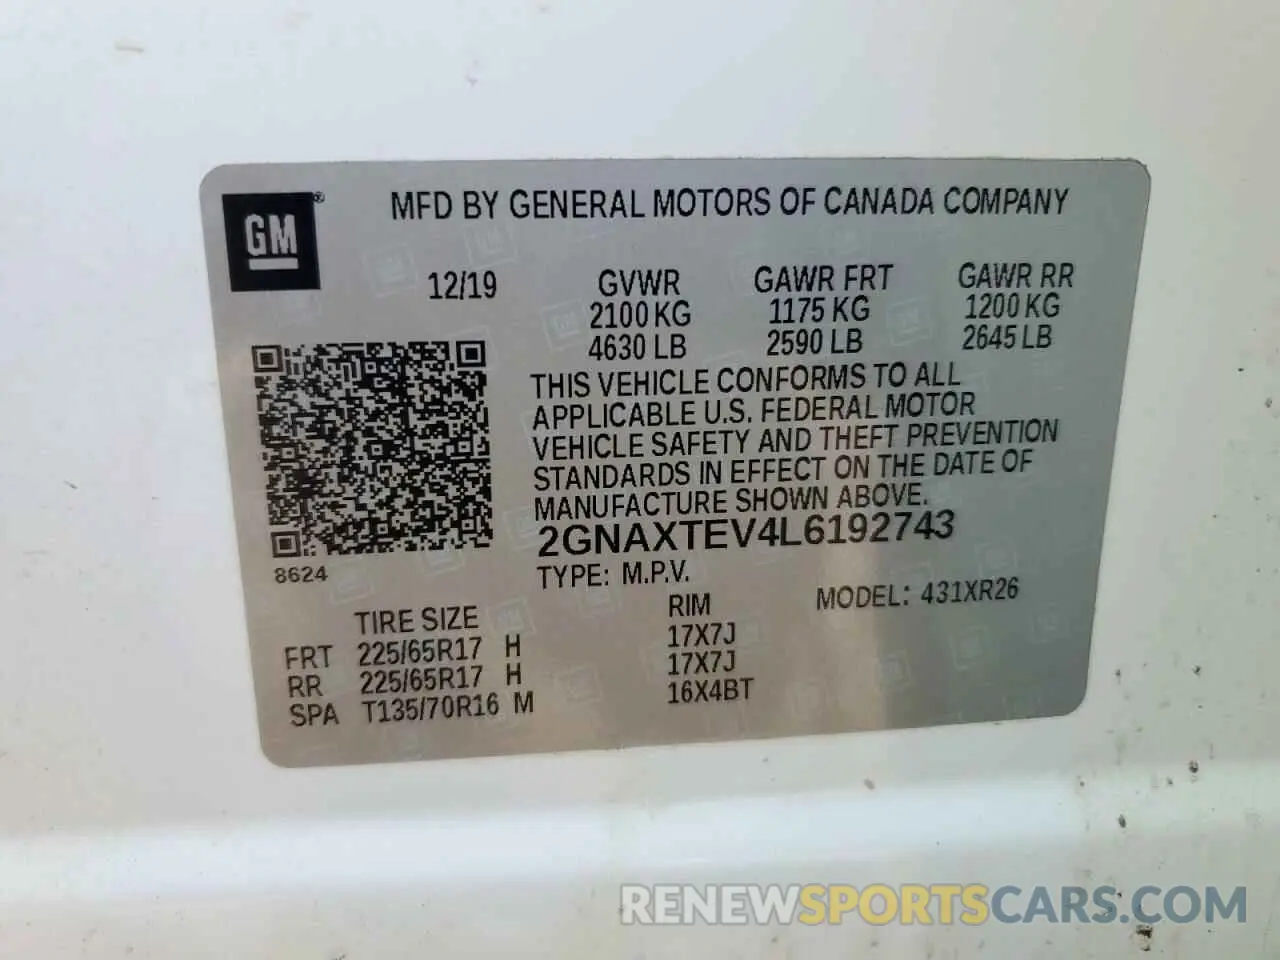 GM ®
MFD BY GENERAL MOTORS OF CANADA COMPANY
12/19 GVWR GAWR FRT GAWR RR
2100 KG 1175 KG 1200 KG
4630 LB 2590 LB 2645 LB
THIS VEHICLE CONFORMS TO ALL
APPLICABLE U.S. FEDERAL MOTOR
VEHICLE SAFETY AND THEFT PREVENTION
STANDARDS IN EFFECT ON THE DATE OF
MANUFACTURE SHOWN ABOVE.
2GNAXTEV4L6192743
8624
TYPE: M.P.V.
MODEL: 431XR26
TIRE SIZE RIM
FRT 225/65R17 H 17X7J
RR 225/65R17 H 17X7J
SPA T135/70R16 M 16X4BT
RENEWSPORTSCARS.COM